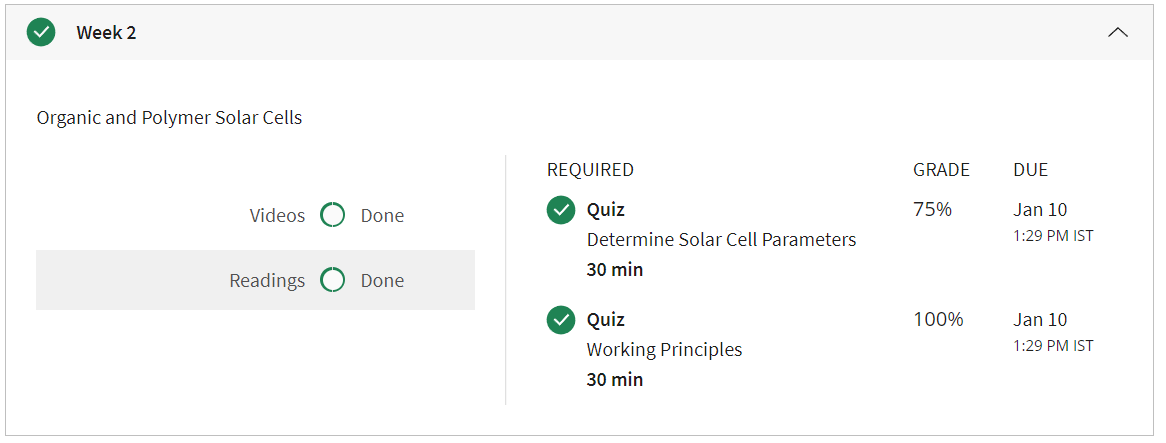 Week 2
Organic and Polymer Solar Cells
Videos Done
Readings Done
REQUIRED GRADE DUE
Quiz 75% Jan 10
Determine Solar Cell Parameters 1:29 PM IST
30 min
Quiz 100% Jan 10
Working Principles 1:29 PM IST
30 min